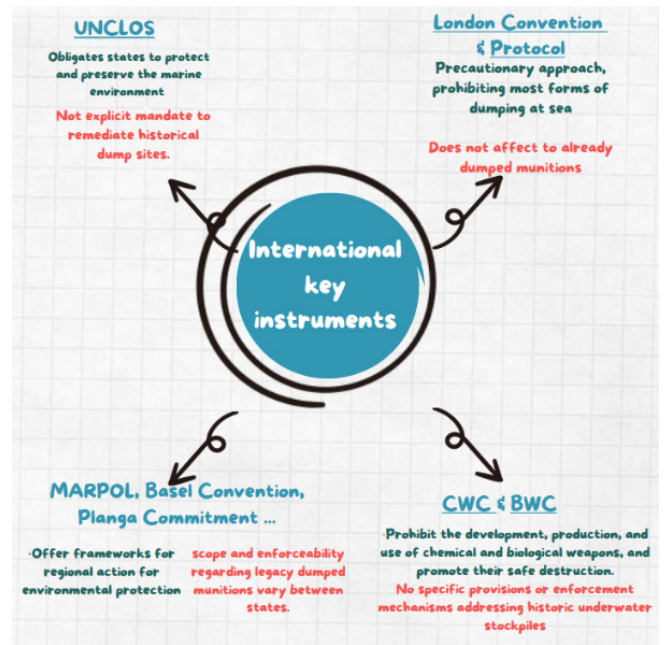 UNCLOS
Obligates states to protect
and preserve the marine
environment
Not explicit mandate to
remediate historical
dump sites.
London Convention
& Protocol
Precautionary approach,
prohibiting most forms of
dumping at sea
Does not affect to already
dumped munitions
International
key
instruments
MARPOL, Basel Convention,
Planga Commitment ...
·Offer frameworks for
regional action for
environmental protection
scope and enforceability
regarding legacy dumped
munitions vary between
states.
CWC & BWC
·Prohibit the development, production, and
use of chemical and biological weapons, and
promote their safe destruction.
No specific provisions or enforcement
mechanisms addressing historic underwater
stockpiles